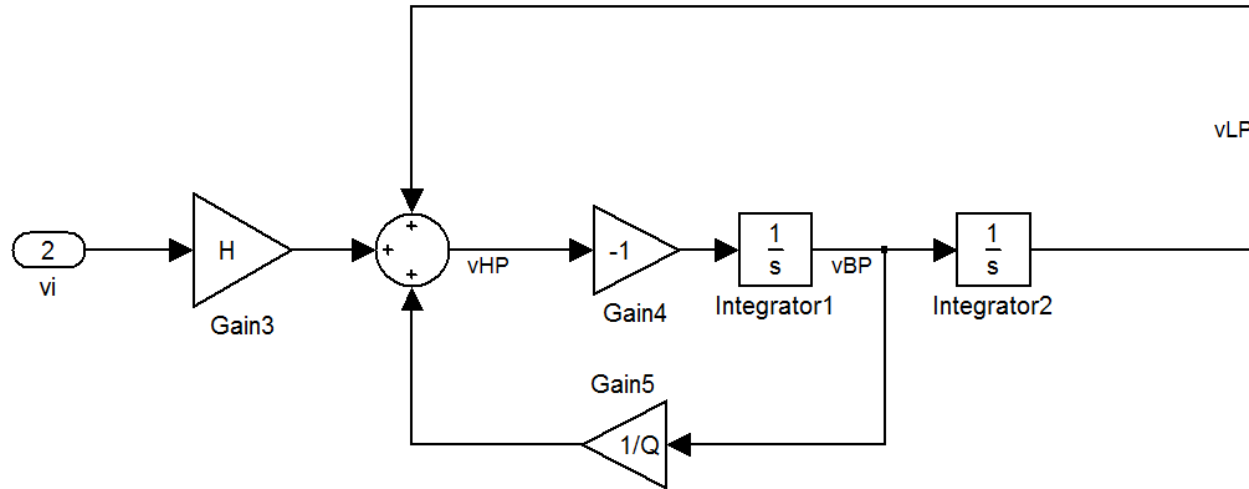 vLP
2
vi
H
Gain3
+
+
+
vHP
-1
Gain4
1
s
Integrator1
vBP
1
s
Integrator2
Gain5
1/Q